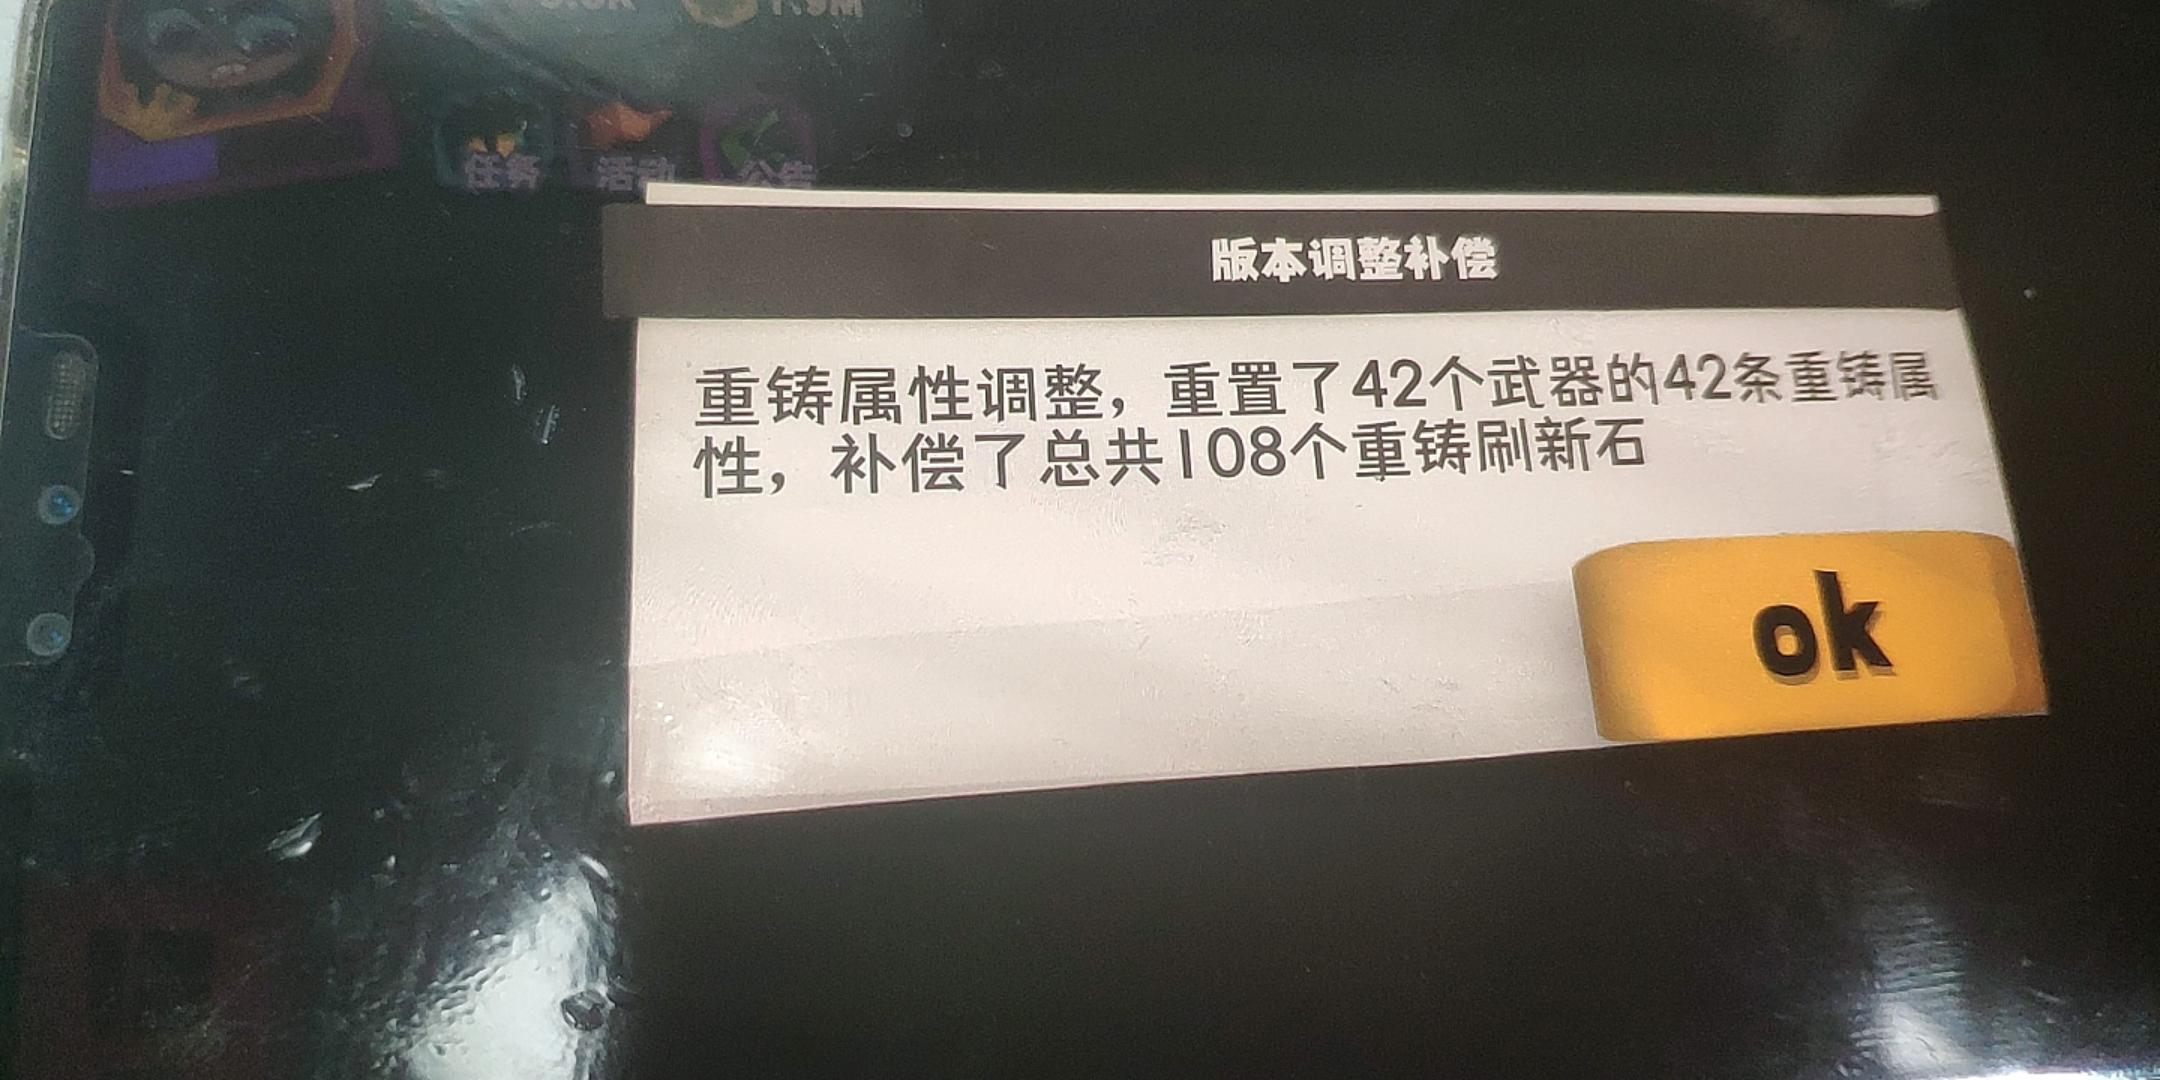 任务 活动 公告
版本调整补偿
重铸属性调整，重置了42个武器的42条重铸属
性，补偿了总共108个重铸刷新石
ok